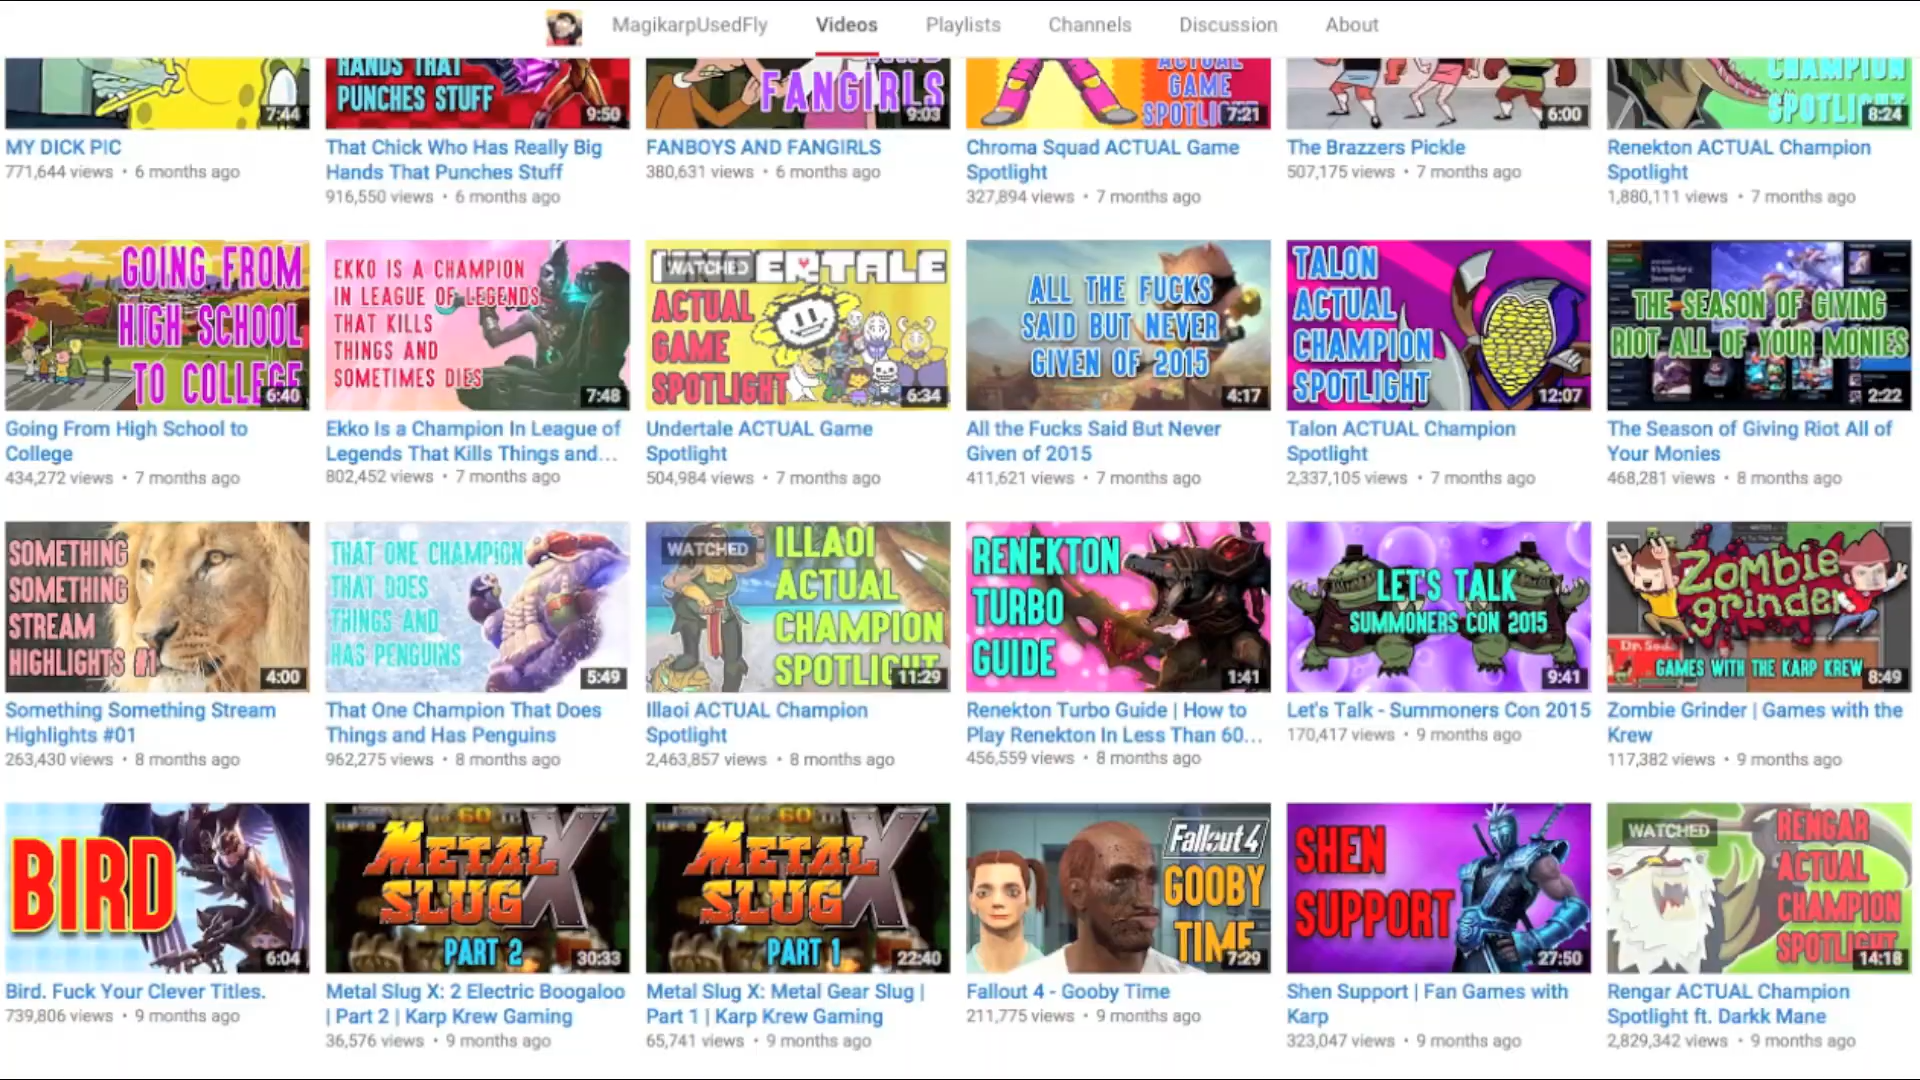 MagikarpUsedFly
Videos
Playlists
Channels
Discussion
About
7:44
HANDS THAT
PUNCHES STUFF
9:50
FANGIRLS
9:03
ACTUAL
GAME
SPOTLIGHT
7:21
6:00
CHAMPION
SPOTLIGHT
8:24
MY DICK PIC
771,644 views • 6 months ago
That Chick Who Has Really Big
Hands That Punches Stuff
916,550 views • 6 months ago
FANBOYS AND FANGIRLS
380,631 views • 6 months ago
Chroma Squad ACTUAL Game
Spotlight
327,894 views • 7 months ago
The Brazzers Pickle
507,175 views • 7 months ago
Renekton ACTUAL Champion
Spotlight
1,880,111 views • 7 months ago
GOING FROM
HIGH SCHOOL
TO COLLEGE
6:40
EKKO IS A CHAMPION
IN LEAGUE OF LEGENDS
THAT KILLS
THINGS AND
SOMETIMES DIES
7:48
WATCHED
UNDERTALE
ACTUAL
GAME
SPOTLIGHT
6:34
ALL THE FUCKS
SAID BUT NEVER
GIVEN OF 2015
4:17
TALON
ACTUAL
CHAMPION
SPOTLIGHT
12:07
THE SEASON OF GIVING
RIOT ALL OF YOUR MONIES
2:22
Going From High School to
College
434,272 views • 7 months ago
Ekko Is a Champion In League of
Legends That Kills Things and...
802,452 views • 7 months ago
Undertale ACTUAL Game
Spotlight
504,984 views • 7 months ago
All the Fucks Said But Never
Given of 2015
411,621 views • 7 months ago
Talon ACTUAL Champion
Spotlight
2,337,105 views • 7 months ago
The Season of Giving Riot All of
Your Monies
468,281 views • 8 months ago
SOMETHING
SOMETHING
STREAM
HIGHLIGHTS #1
4:00
THAT ONE CHAMPION
THAT DOES
THINGS AND
HAS PENGUINS
5:49
WATCHED
ILLAOI
ACTUAL
CHAMPION
SPOTLIGHT
11:29
RENEKTON
TURBO
GUIDE
1:41
LET'S TALK
SUMMONERS CON 2015
9:41
Zombie
grinder
GAMES WITH THE KARP KREW
8:49
Something Something Stream
Highlights #01
263,430 views • 8 months ago
That One Champion That Does
Things and Has Penguins
962,275 views • 8 months ago
Illaoi ACTUAL Champion
Spotlight
2,463,857 views • 8 months ago
Renekton Turbo Guide | How to
Play Renekton In Less Than 60...
456,559 views • 8 months ago
Let's Talk - Summoners Con 2015
170,417 views • 9 months ago
Zombie Grinder | Games with the
Krew
117,382 views • 9 months ago
BIRD
6:04
60
METAL
SLUG X
PART 2
30:33
60
METAL
SLUG X
PART 1
22:40
Fallout 4
GOOBY
TIME
7:29
SHEN
SUPPORT
27:50
WATCHED
RENGAR
ACTUAL
CHAMPION
SPOTLIGHT
14:18
Bird. Fuck Your Clever Titles.
739,806 views • 9 months ago
Metal Slug X: 2 Electric Boogaloo
| Part 2 | Karp Krew Gaming
36,576 views • 9 months ago
Metal Slug X: Metal Gear Slug |
Part 1 | Karp Krew Gaming
65,741 views • 9 months ago
Fallout 4 - Gooby Time
211,775 views • 9 months ago
Shen Support | Fan Games with
Karp
323,047 views • 9 months ago
Rengar ACTUAL Champion
Spotlight ft. Darkk Mane
2,829,342 views • 9 months ago